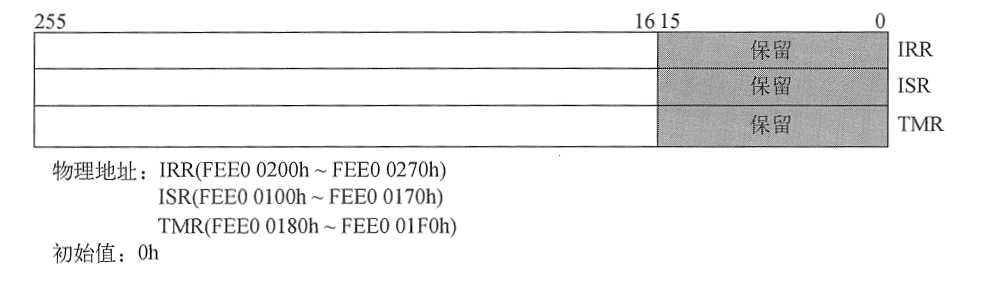 255 16 15 0
保留 IRR
保留 ISR
保留 TMR
物理地址：IRR(FEE0 0200h ~ FEE0 0270h)
ISR(FEE0 0100h ~ FEE0 0170h)
TMR(FEE0 0180h ~ FEE0 01F0h)
初始值：0h